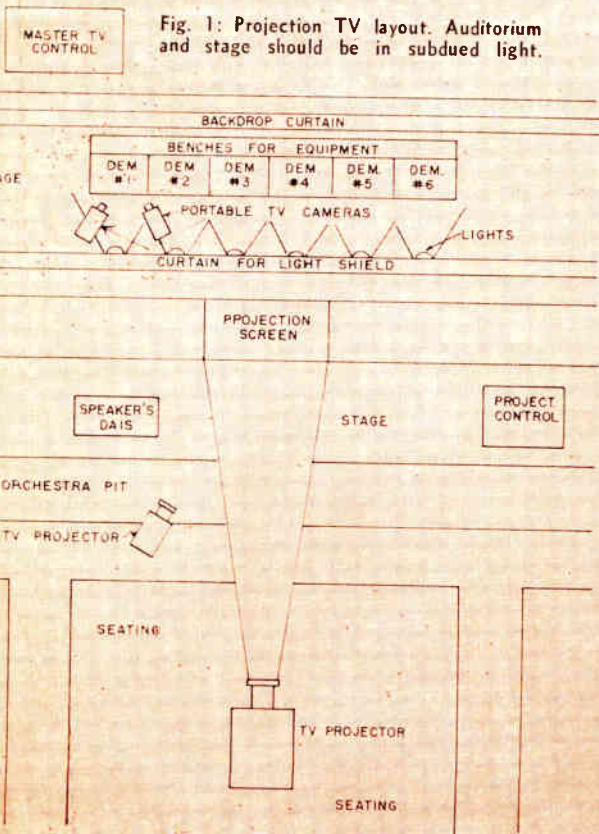 MASTER TV
CONTROL
Fig. 1: Projection TV layout. Auditorium
and stage should be in subdued light.
BACKDROP CURTAIN
BENCHES FOR EQUIPMENT
DEM #1 DEM #2 DEM #3 DEM #4 DEM. #5 DEM. #6
AGE
PORTABLE TV CAMERAS
LIGHTS
CURTAIN FOR LIGHT SHIELD
PPOJECTION
SCREEN
SPEAKER'S
DAIS
STAGE
PROJECT.
CONTROL
ORCHESTRA PIT
TV PROJECTOR
SEATING
TV PROJECTOR
SEATING